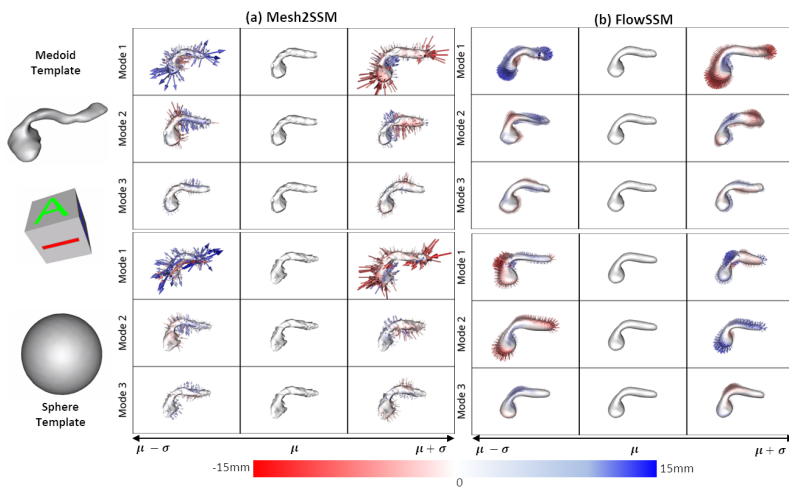 (a) Mesh2SSM
(b) FlowSSM
Medoid
Template
Mode 1
Mode 2
Mode 3
Mode 1
Mode 2
Mode 3
Mode 1
Mode 2
Mode 3
Mode 1
Mode 2
Mode 3
A
I
Sphere
Template
μ − σ
μ
μ + σ
μ − σ
μ
μ + σ
-15mm
0
15mm